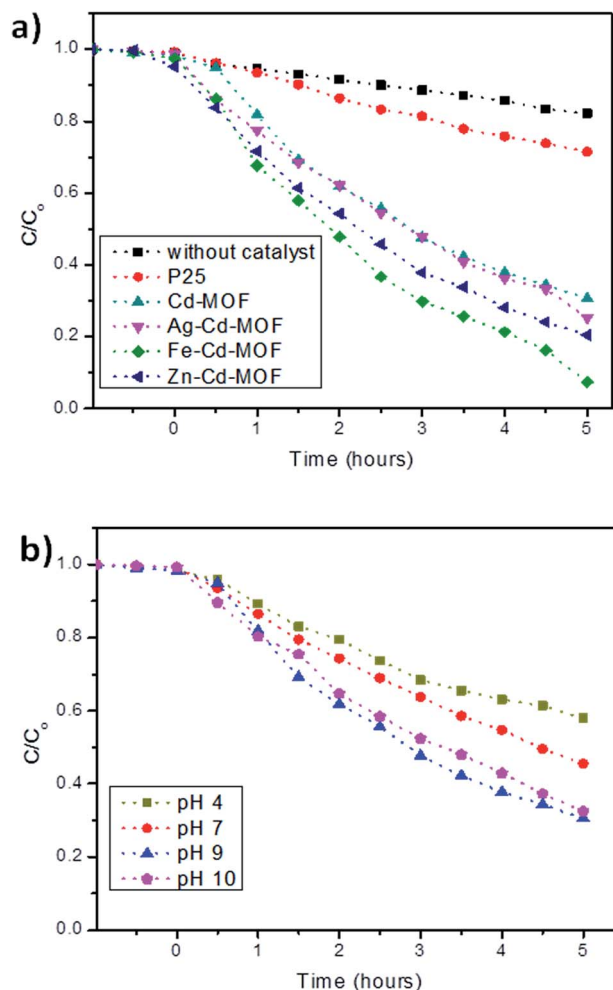 a)
1.0
0.8
0.6
0.4
0.2
0.0
C/Co
without catalyst
P25
Cd-MOF
Ag-Cd-MOF
Fe-Cd-MOF
Zn-Cd-MOF
0 1 2 3 4 5
Time (hours)
b)
1.0
0.8
0.6
0.4
0.2
0.0
C/Co
pH 4
pH 7
pH 9
pH 10
0 1 2 3 4 5
Time (hours)